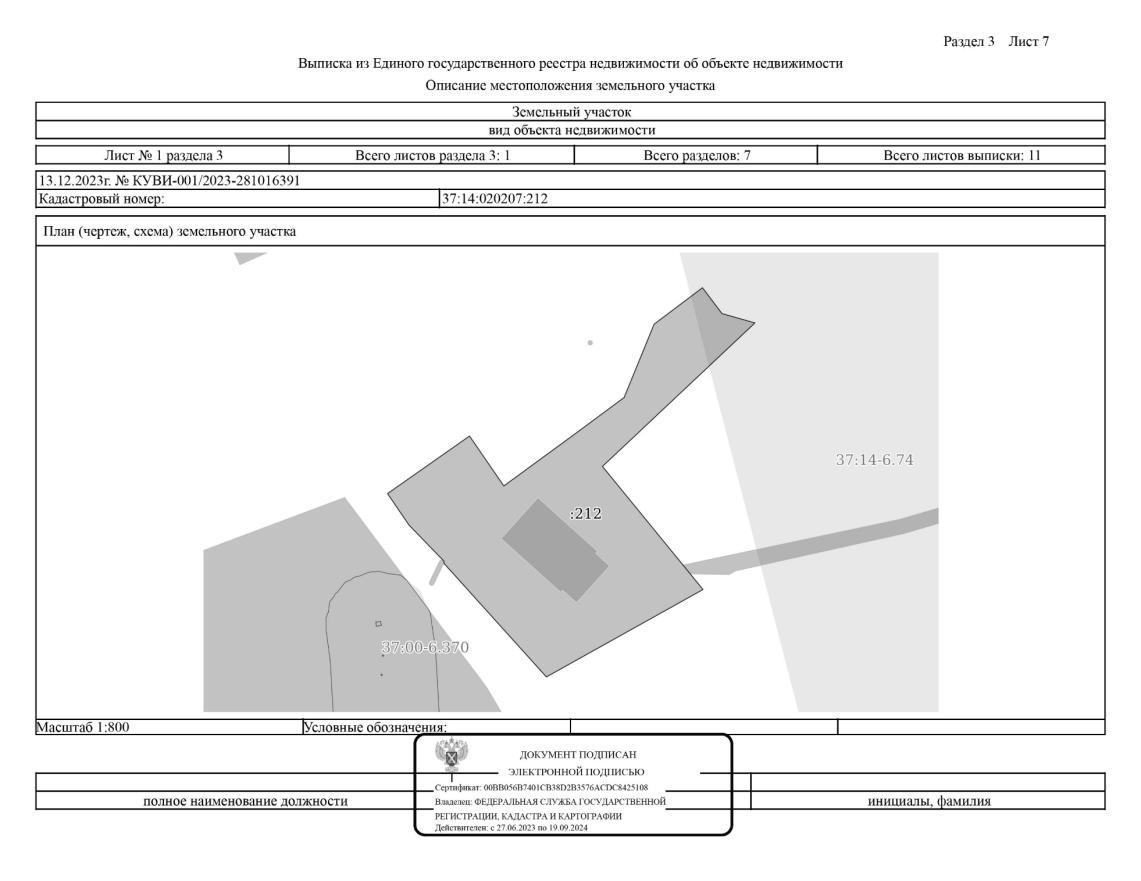 Раздел 3 Лист 7
Выписка из Единого государственного реестра недвижимости об объекте недвижимости
Описание местоположения земельного участка
Земельный участок
вид объекта недвижимости
Лист № 1 раздела 3 Всего листов раздела 3: 1 Всего разделов: 7 Всего листов выписки: 11
13.12.2023г. № КУВИ-001/2023-281016391
Кадастровый номер: 37:14:020207:212
План (чертеж, схема) земельного участка
37:14-6.74
:212
37:00-6.370
Масштаб 1:800 Условные обозначения:
ДОКУМЕНТ ПОДПИСАН
ЭЛЕКТРОННОЙ ПОДПИСЬЮ
Сертификат: 00BB056B7401CB38D2B3576ACDC8425108
Владелец: ФЕДЕРАЛЬНАЯ СЛУЖБА ГОСУДАРСТВЕННОЙ
РЕГИСТРАЦИИ, КАДАСТРА И КАРТОГРАФИИ
Действителен: с 27.06.2023 по 19.09.2024
полное наименование должности инициалы, фамилия